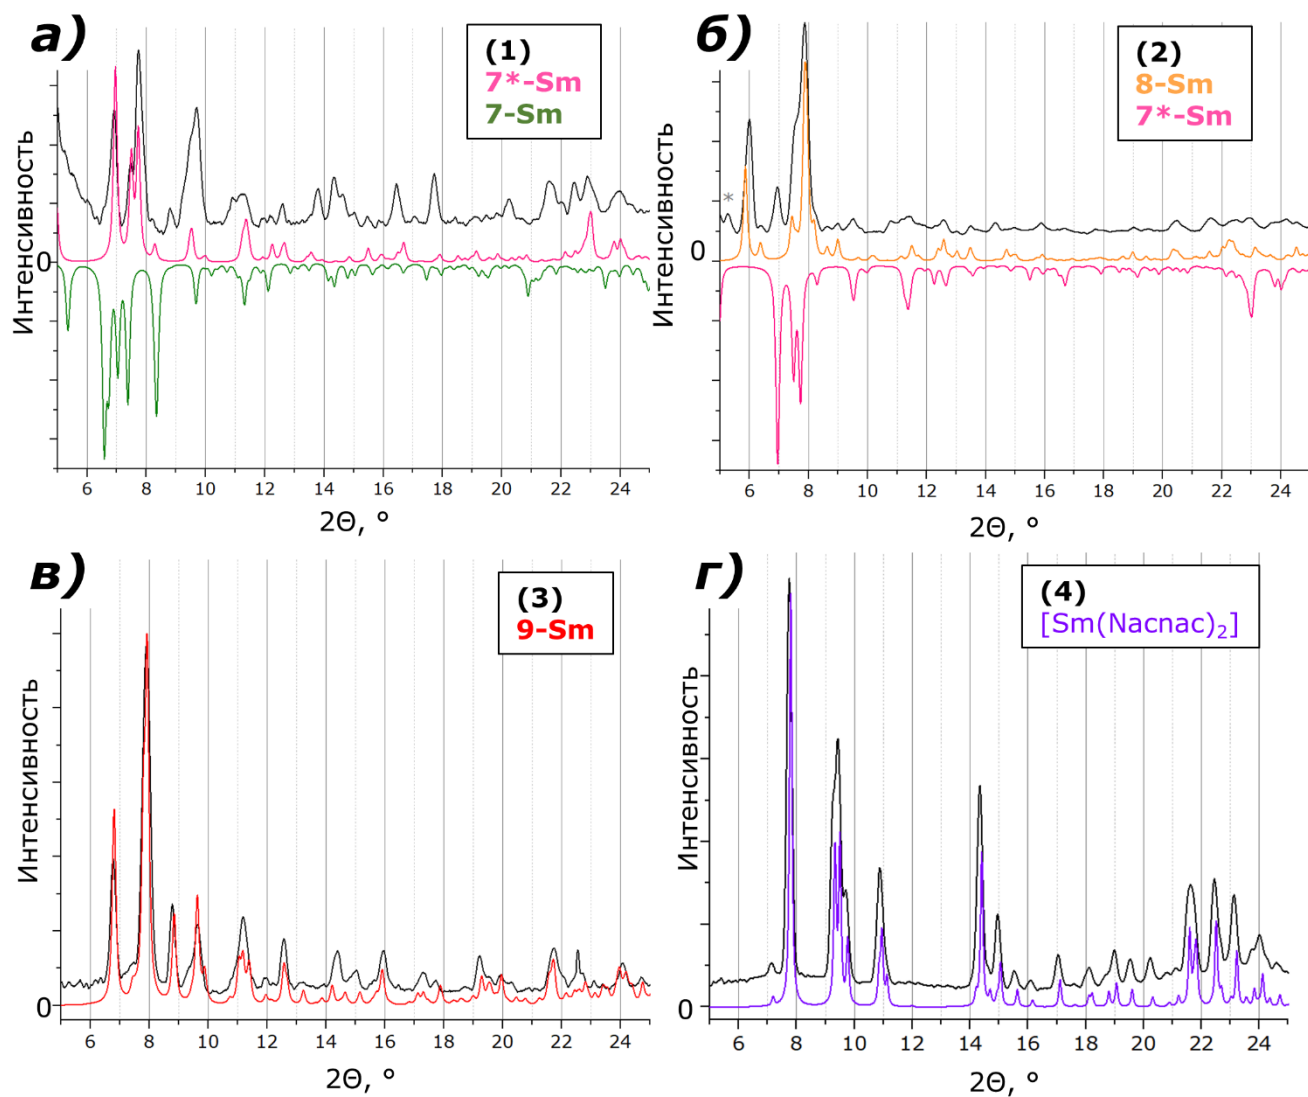 а)
(1)
7*-Sm
7-Sm
Интенсивность
0
6 8 10 12 14 16 18 20 22 24
2Θ, °
б)
(2)
8-Sm
7*-Sm
*
Интенсивность
0
6 8 10 12 14 16 18 20 22 24
2Θ, °
в)
(3)
9-Sm
Интенсивность
0
6 8 10 12 14 16 18 20 22 24
2Θ, °
г)
(4)
[Sm(Nacnac)₂]
Интенсивность
0
6 8 10 12 14 16 18 20 22 24
2Θ, °